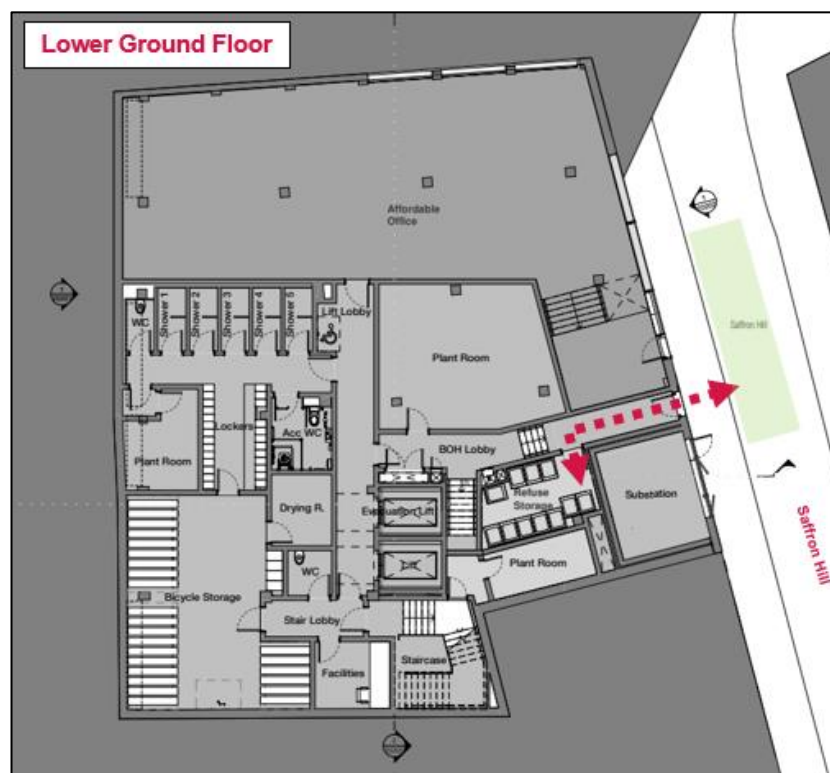 Lower Ground Floor
Affordable
Office
Saffron Hill
WC
Shower 1
Shower 2
Shower 3
Shower 4
Shower 5
Lift Lobby
Plant Room
Lockers
Acc WC
BOH Lobby
Plant Room
Refuse
Storage
Substation
Drying R.
Evacuation Lift
Lift
Saffron Hill
WC
Plant Room
Bicycle Storage
Stair Lobby
Staircase
Facilities